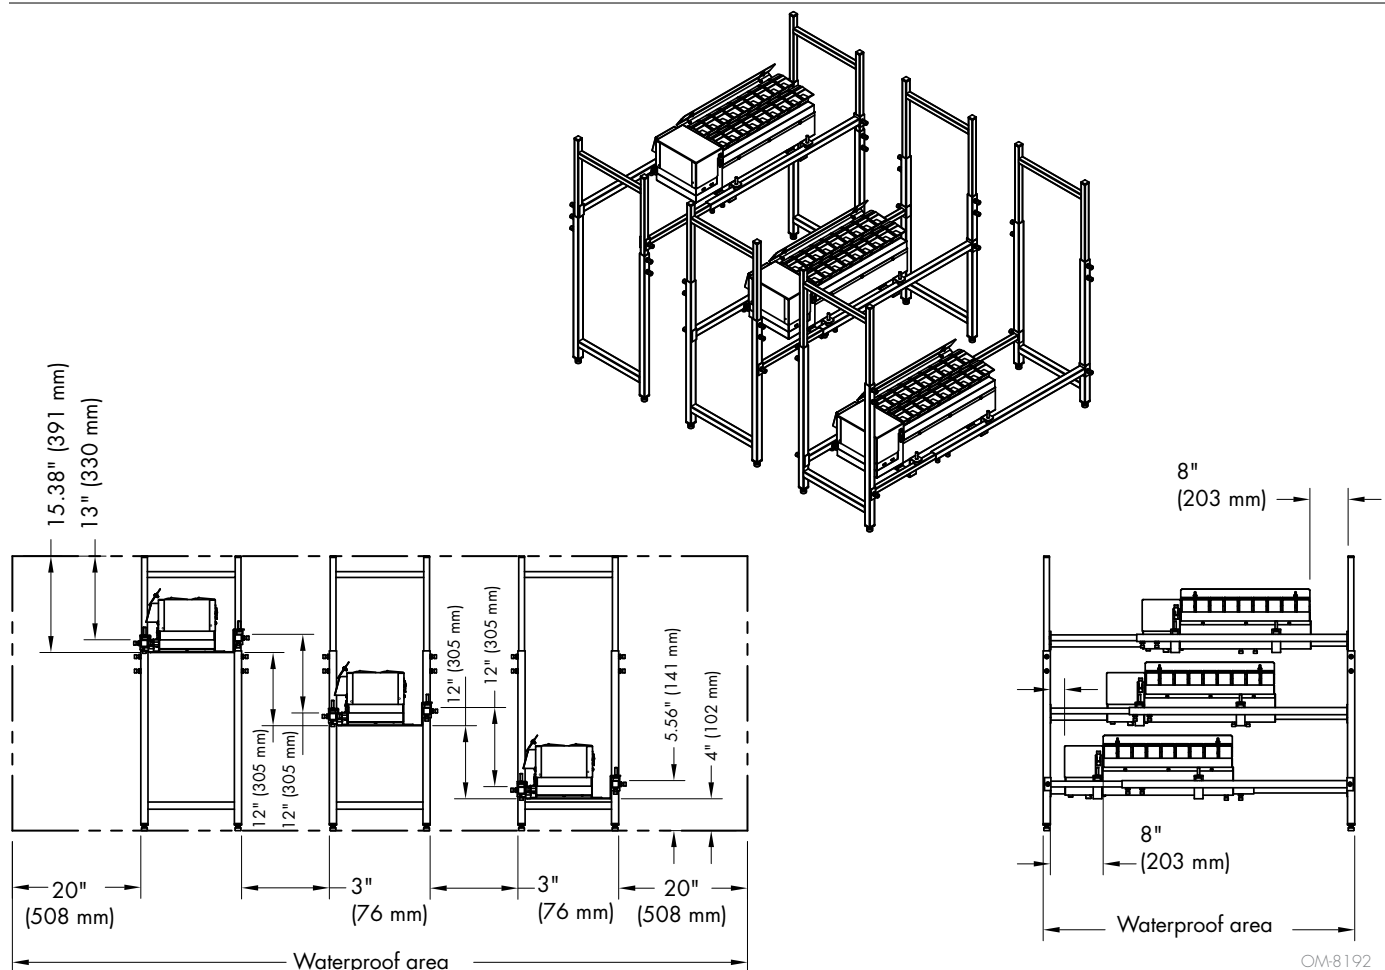 15.38" (391 mm)
13" (330 mm)
8"
(203 mm)
12" (305 mm)
12" (305 mm)
12" (305 mm)
12" (305 mm)
5.56" (141 mm)
4" (102 mm)
8"
(203 mm)
20"
(508 mm)
3"
(76 mm)
3"
(76 mm)
20"
(508 mm)
Waterproof area
Waterproof area
OM-8192